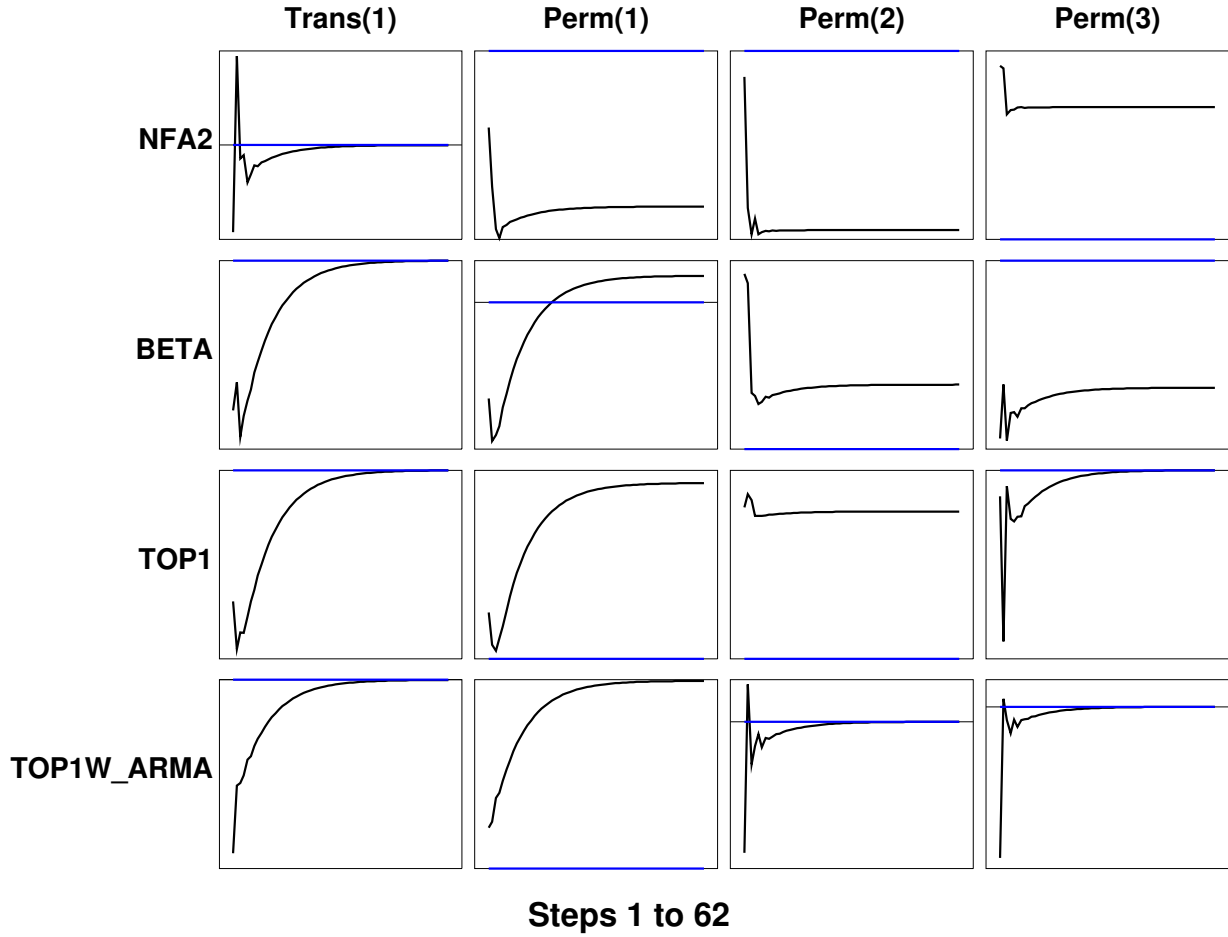 Trans(1) Perm(1) Perm(2) Perm(3)
NFA2
BETA
TOP1
TOP1W_ARMA
Steps 1 to 62